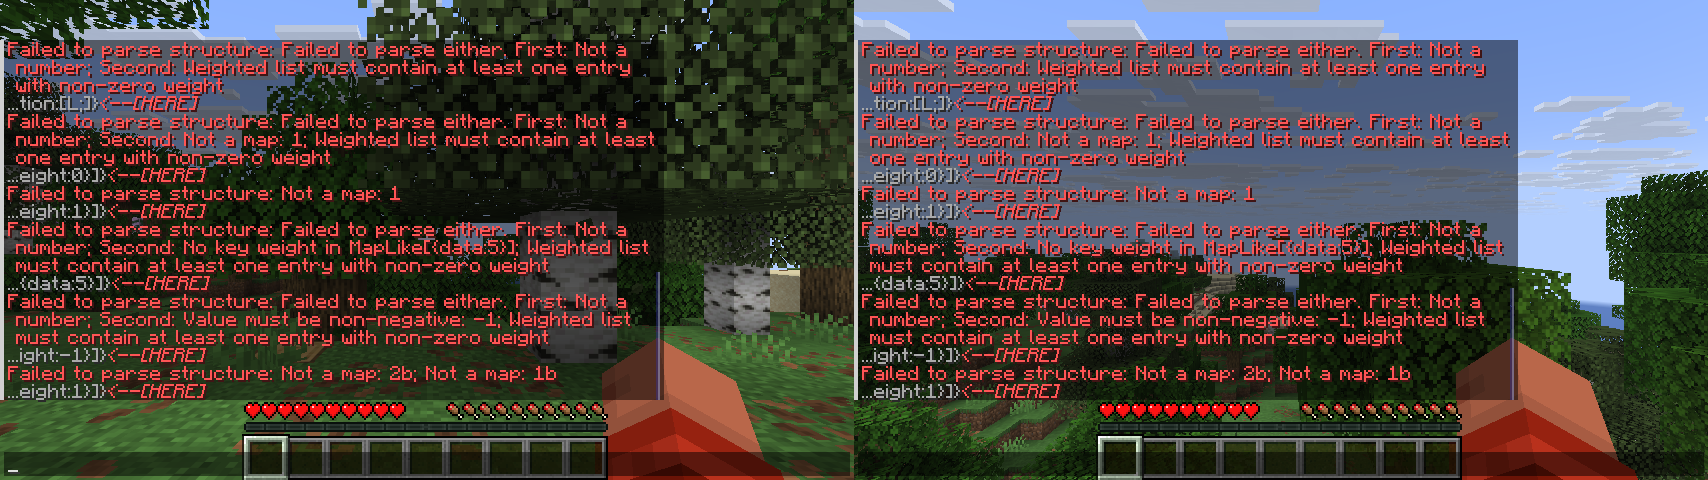 Failed to parse structure: Failed to parse either. First: Not a
number; Second: Weighted list must contain at least one entry
with non-zero weight
...tion:[L;]}<--[HERE]
Failed to parse structure: Failed to parse either. First: Not a
number; Second: Not a map: 1; Weighted list must contain at least
one entry with non-zero weight
...eight:0}]}<--[HERE]
Failed to parse structure: Not a map: 1
...eight:1}]}<--[HERE]
Failed to parse structure: Failed to parse either. First: Not a
number; Second: No key weight in MapLike[{data:5}]; Weighted list
must contain at least one entry with non-zero weight
...{data:5}]}<--[HERE]
Failed to parse structure: Failed to parse either. First: Not a
number; Second: Value must be non-negative: -1; Weighted list
must contain at least one entry with non-zero weight
...ight:-1}]}<--[HERE]
Failed to parse structure: Not a map: 2b; Not a map: 1b
...eight:1}]}<--[HERE]
_
Failed to parse structure: Failed to parse either. First: Not a
number; Second: Weighted list must contain at least one entry
with non-zero weight
...tion:[L;]}<--[HERE]
Failed to parse structure: Failed to parse either. First: Not a
number; Second: Not a map: 1; Weighted list must contain at least
one entry with non-zero weight
...eight:0}]}<--[HERE]
Failed to parse structure: Not a map: 1
...eight:1}]}<--[HERE]
Failed to parse structure: Failed to parse either. First: Not a
number; Second: No key weight in MapLike[{data:5}]; Weighted list
must contain at least one entry with non-zero weight
...{data:5}]}<--[HERE]
Failed to parse structure: Failed to parse either. First: Not a
number; Second: Value must be non-negative: -1; Weighted list
must contain at least one entry with non-zero weight
...ight:-1}]}<--[HERE]
Failed to parse structure: Not a map: 2b; Not a map: 1b
...eight:1}]}<--[HERE]